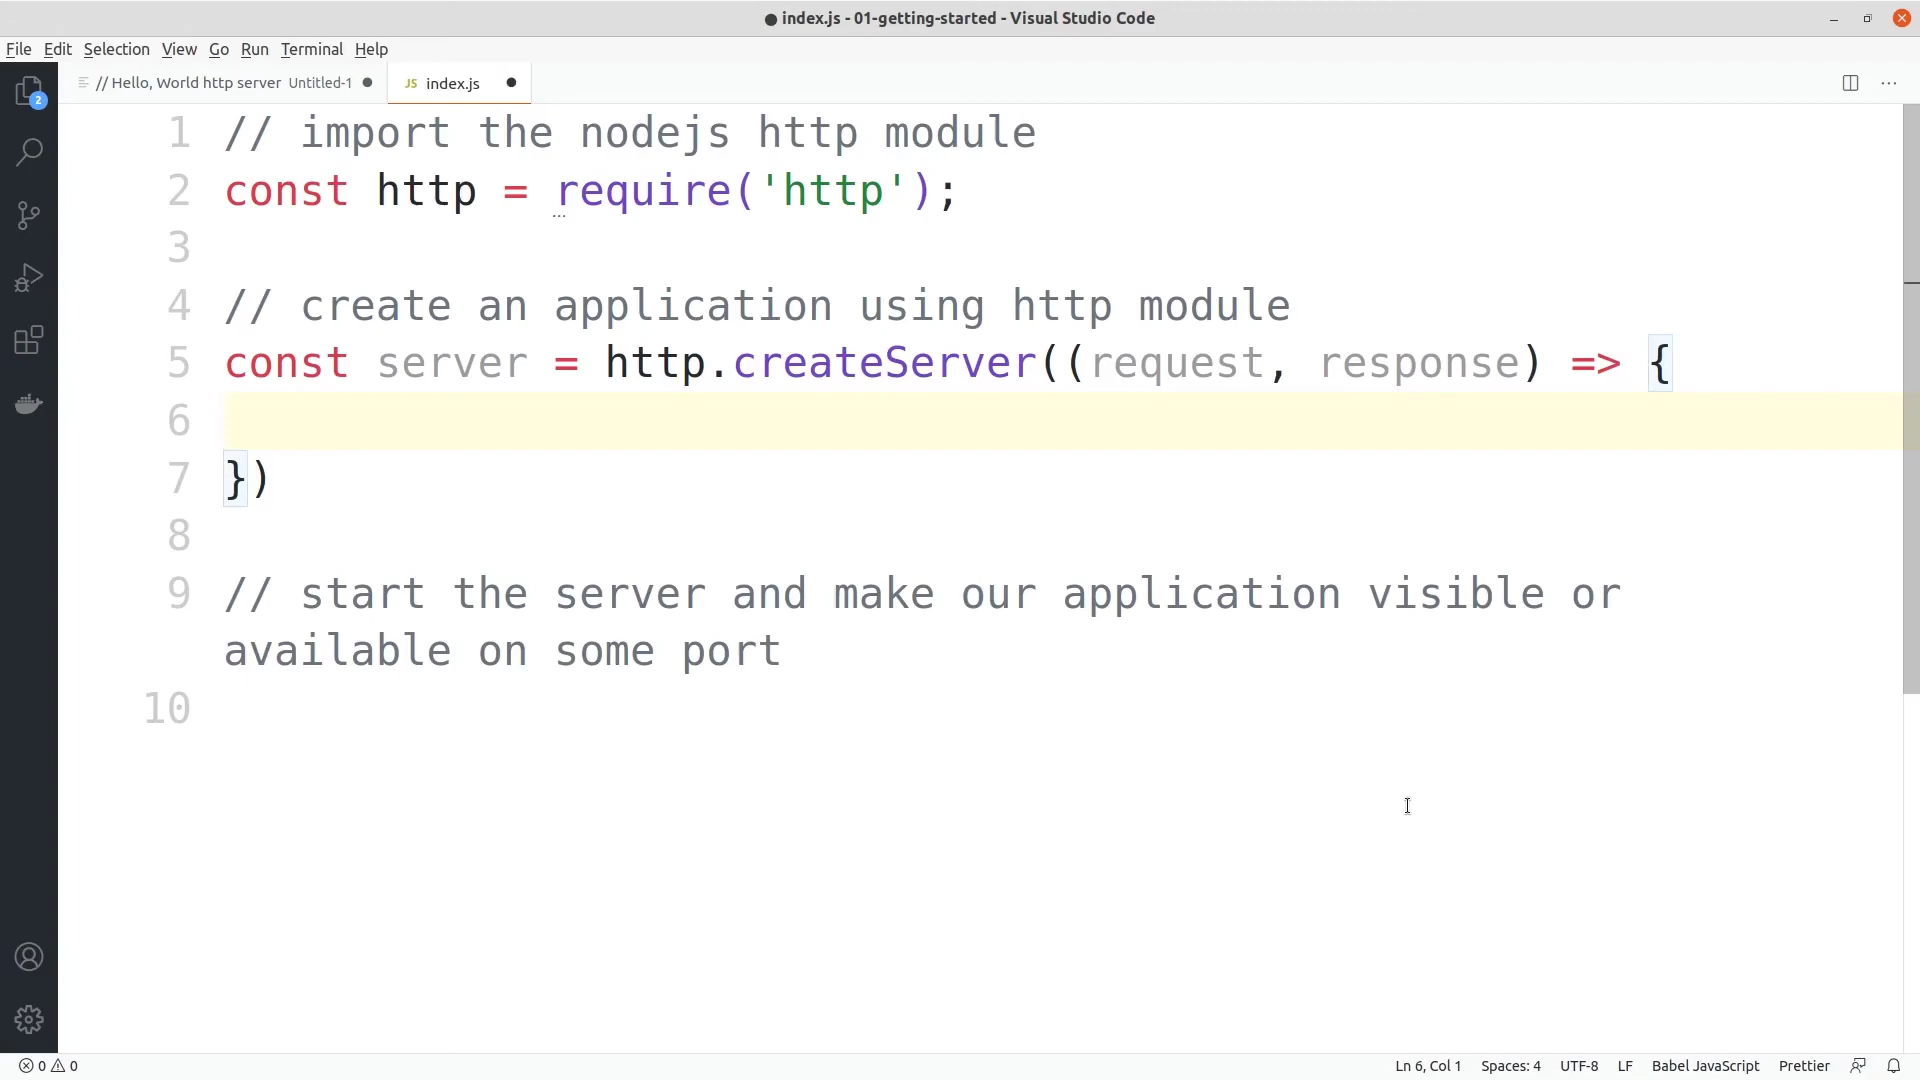 ● index.js - 01-getting-started - Visual Studio Code
File Edit Selection View Go Run Terminal Help
// Hello, World http server Untitled-1 ●
JS index.js ●
2
1 // import the nodejs http module
2 const http = require('http');
3
4 // create an application using http module
5 const server = http.createServer((request, response) => {
6
7 })
8
9 // start the server and make our application visible or
available on some port
10
0 0
Ln 6, Col 1 Spaces: 4 UTF-8 LF Babel JavaScript Prettier